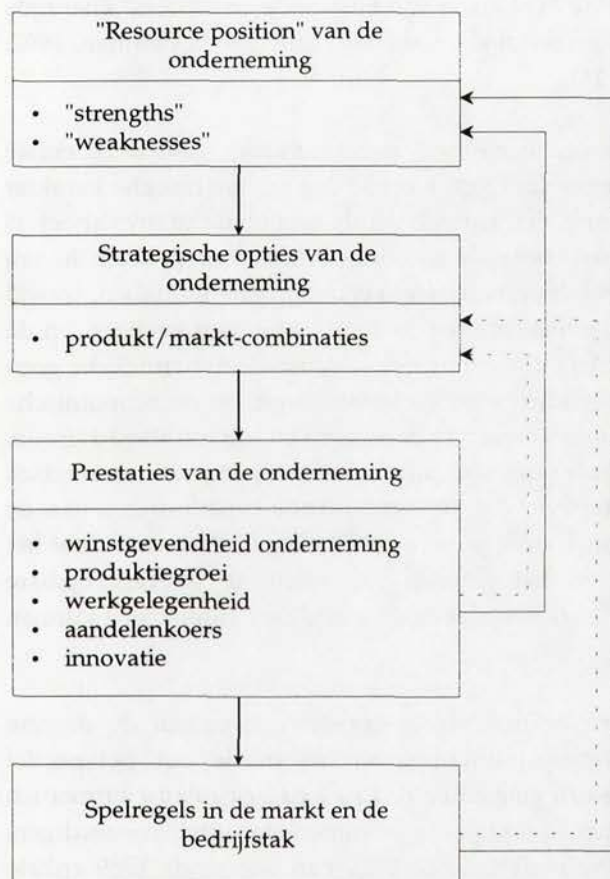 "Resource position" van de
onderneming
• "strengths"
• "weaknesses"
Strategische opties van de
onderneming
• produkt/markt-combinaties
Prestaties van de onderneming
• winstgevendheid onderneming
• produktiegroei
• werkgelegenheid
• aandelenkoers
• innovatie
Spelregels in de markt en de
bedrijfstak